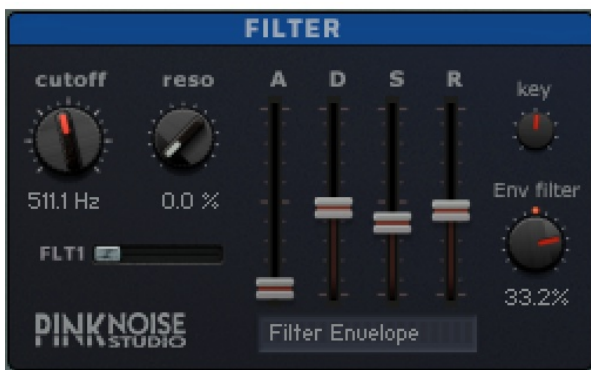 FILTER
cutoff reso A D S R key
511.1 Hz 0.0 %
Env filter
FLT1
33.2%
PINKNOISE
STUDIO
Filter Envelope